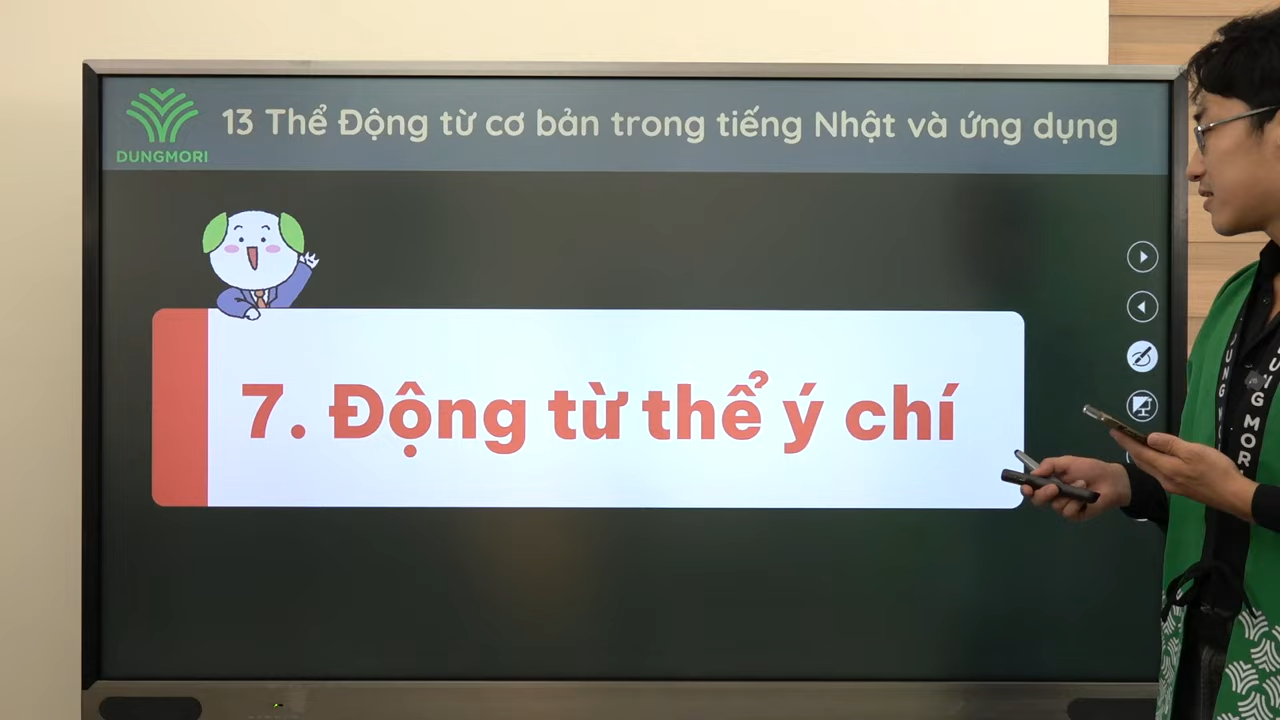 13 Thể Động từ cơ bản trong tiếng Nhật và ứng dụng
DUNGMORI
7. Động từ thể ý chí